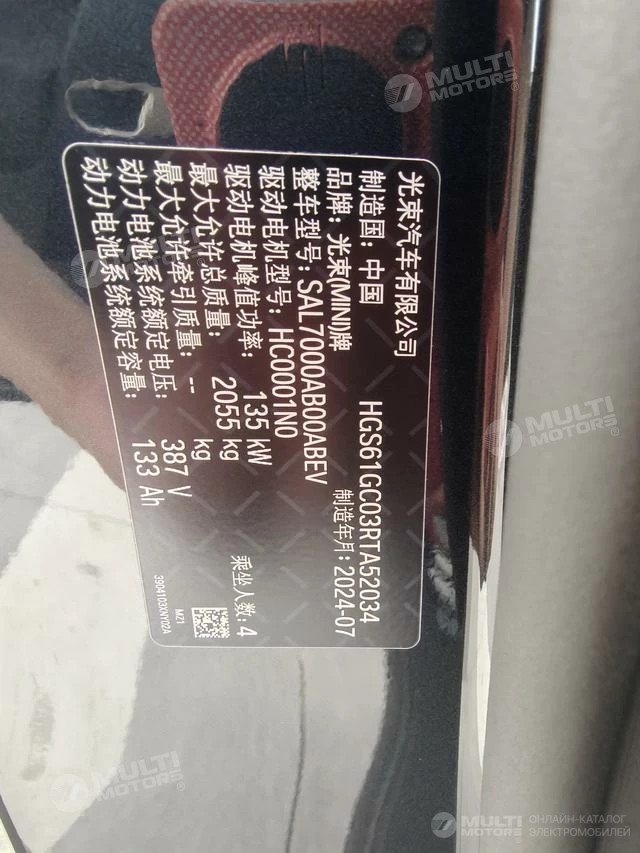 光束汽车有限公司
制造国: 中国 HGS61GC03RTA52034
品牌: 光束(MINI)牌 制造年月: 2024-07
整车型号: SAL7000AB00ABEV
驱动电机型号: HC0001N0
驱动电机峰值功率: 135 kW
最大允许总质量: 2055 kg 乘坐人数: 4
最大允许牵引质量: -- kg
动力电池系统额定电压: 387 V
动力电池系统额定容量: 133 Ah
MZ1
3904103XNY02A
MULTI
MOTORS®
MULTI
MOTORS®
MULTI
MOTORS®
MULTI
MOTORS®
MULTI
MOTORS®
ОНЛАЙН-КАТАЛОГ
ЭЛЕКТРОМОБИЛЕЙ